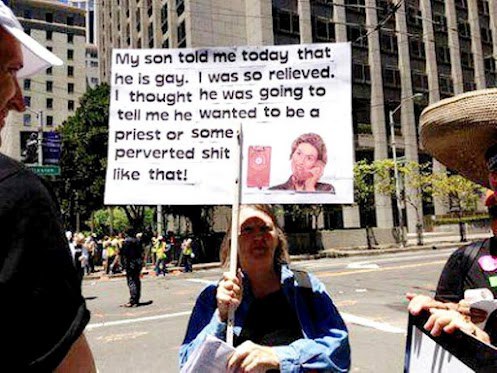 My son told me today that
he is gay. I was so relieved.
I thought he was going to
tell me he wanted to be a
priest or some
perverted shit
like that!